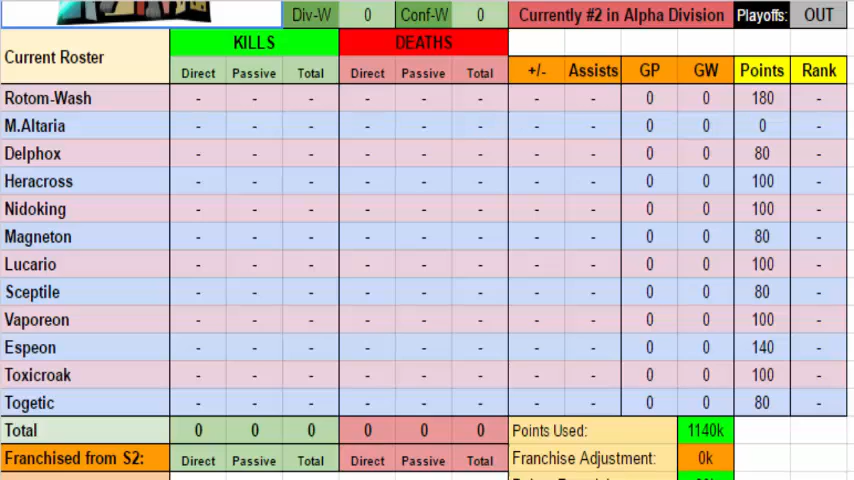 Div-W 0 Conf-W 0 Currently #2 in Alpha Division Playoffs: OUT
Current Roster KILLS DEATHS
Direct Passive Total Direct Passive Total +/- Assists GP GW Points Rank
Rotom-Wash - - - - - - - - 0 0 180 -
M.Altaria - - - - - - - - 0 0 0 -
Delphox - - - - - - - - 0 0 80 -
Heracross - - - - - - - - 0 0 100 -
Nidoking - - - - - - - - 0 0 100 -
Magneton - - - - - - - - 0 0 80 -
Lucario - - - - - - - - 0 0 100 -
Sceptile - - - - - - - - 0 0 80 -
Vaporeon - - - - - - - - 0 0 100 -
Espeon - - - - - - - - 0 0 140 -
Toxicroak - - - - - - - - 0 0 100 -
Togetic - - - - - - - - 0 0 80 -
Total 0 0 0 0 0 0 Points Used: 1140k
Franchised from S2: Direct Passive Total Direct Passive Total Franchise Adjustment: 0k